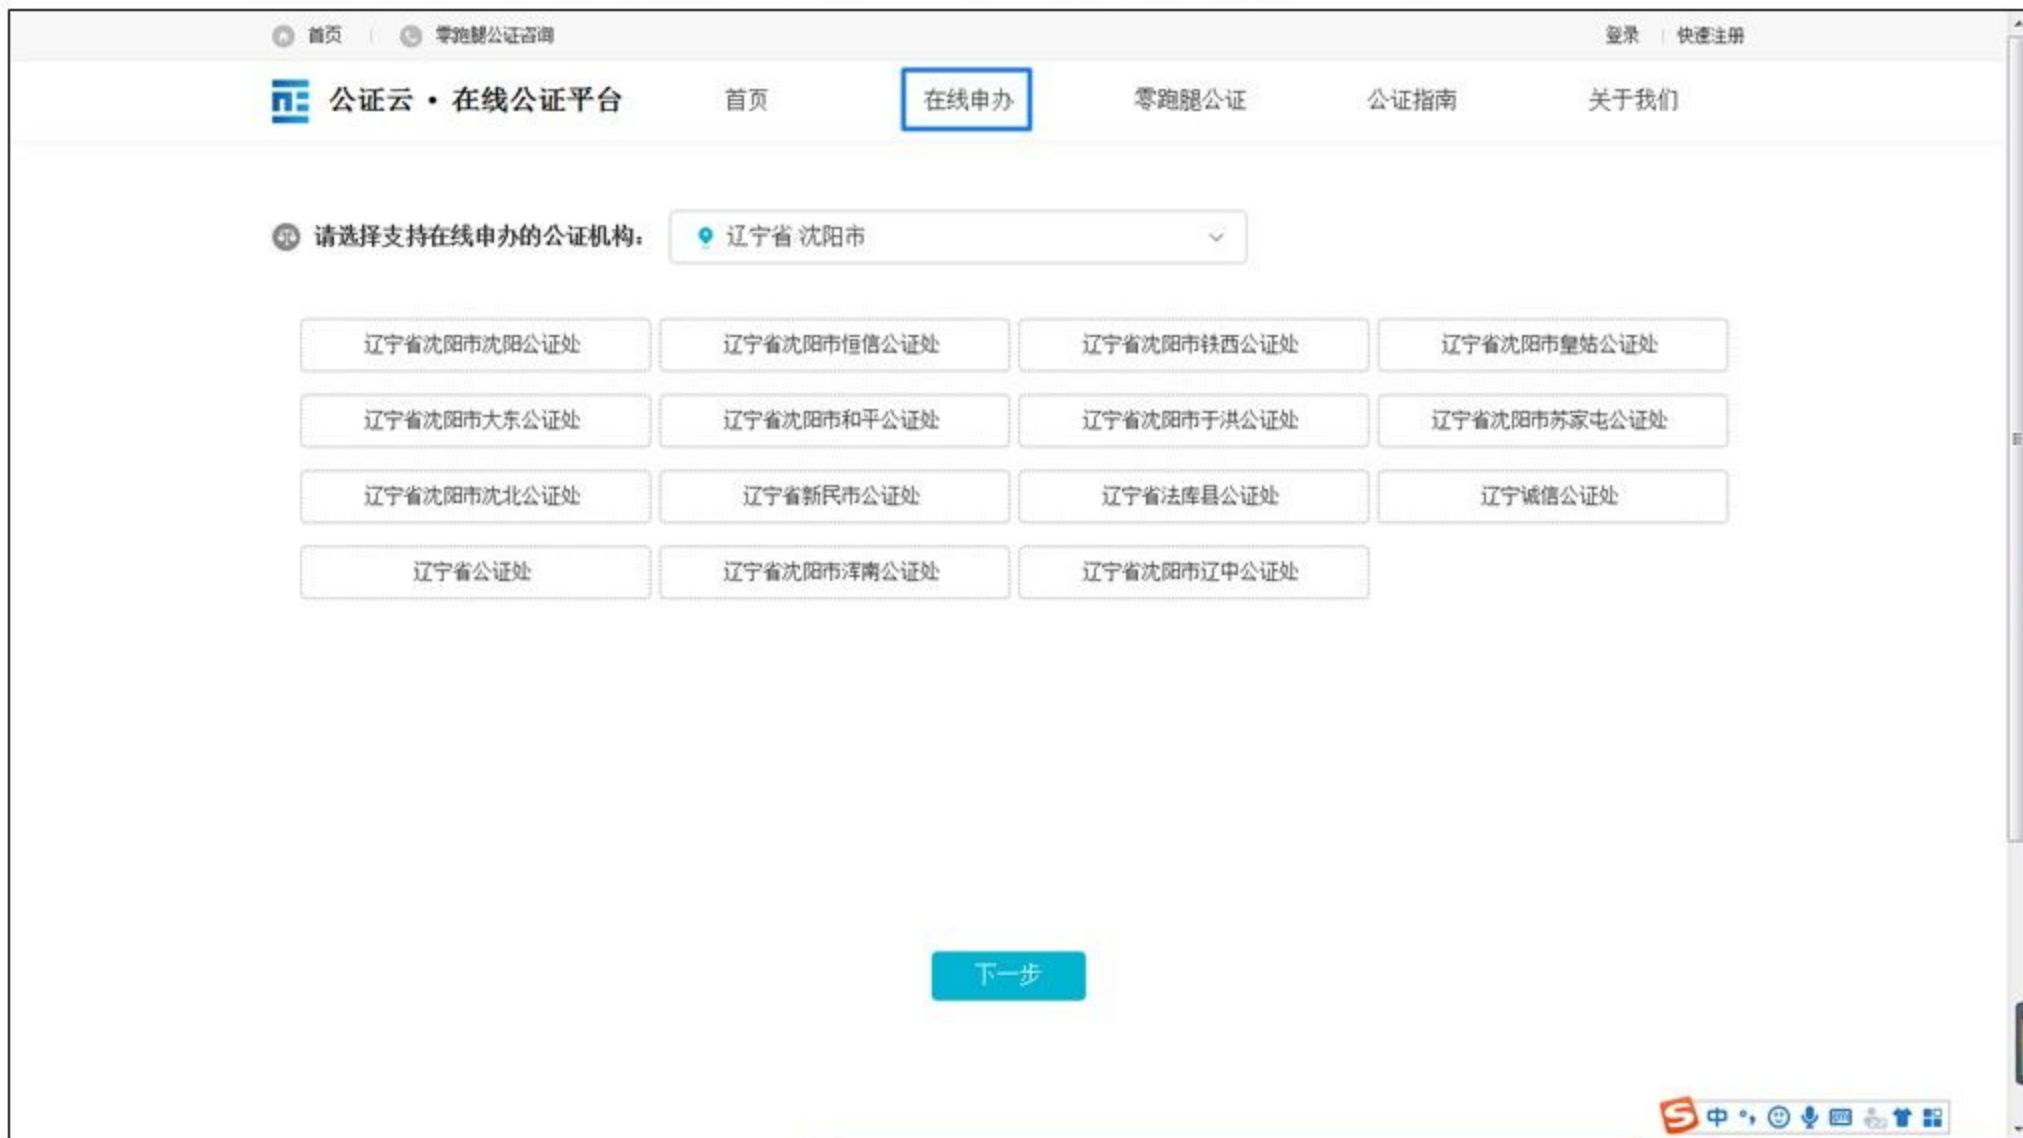 首页 零跑腿公证咨询 登录 快速注册
公证云·在线公证平台 首页 在线申办 零跑腿公证 公证指南 关于我们
请选择支持在线申办的公证机构： 辽宁省 沈阳市
辽宁省沈阳市沈阳公证处 辽宁省沈阳市恒信公证处 辽宁省沈阳市铁西公证处 辽宁省沈阳市皇姑公证处
辽宁省沈阳市大东公证处 辽宁省沈阳市和平公证处 辽宁省沈阳市于洪公证处 辽宁省沈阳市苏家屯公证处
辽宁省沈阳市沈北公证处 辽宁省新民市公证处 辽宁省法库县公证处 辽宁诚信公证处
辽宁省公证处 辽宁省沈阳市浑南公证处 辽宁省沈阳市辽中公证处
下一步
中